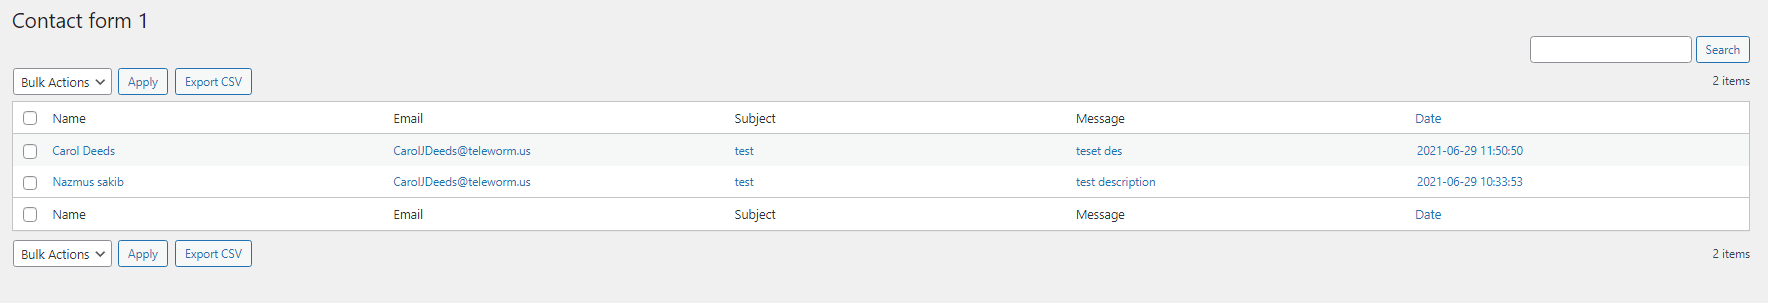 Contact form 1
Search
Bulk Actions Apply Export CSV 2 items
Name Email Subject Message Date
Carol Deeds CarolJDeeds@teleworm.us test teset des 2021-06-29 11:50:50
Nazmus sakib CarolJDeeds@teleworm.us test test description 2021-06-29 10:33:53
Name Email Subject Message Date
Bulk Actions Apply Export CSV 2 items